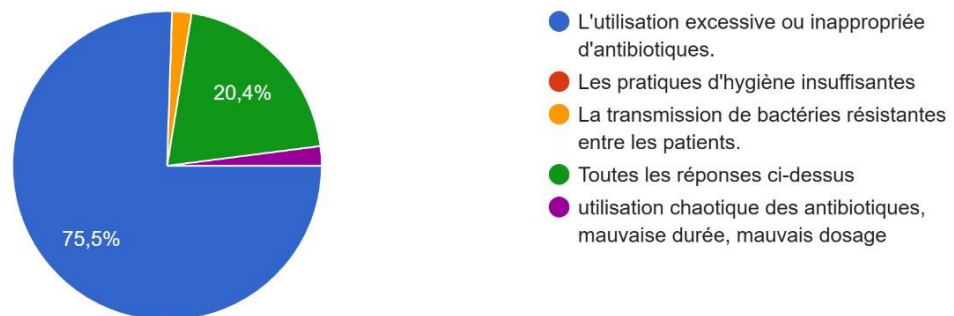 L'utilisation excessive ou inappropriée
d'antibiotiques.
Les pratiques d'hygiène insuffisantes
La transmission de bactéries résistantes
entre les patients.
Toutes les réponses ci-dessus
utilisation chaotique des antibiotiques,
mauvaise durée, mauvais dosage
20,4%
75,5%